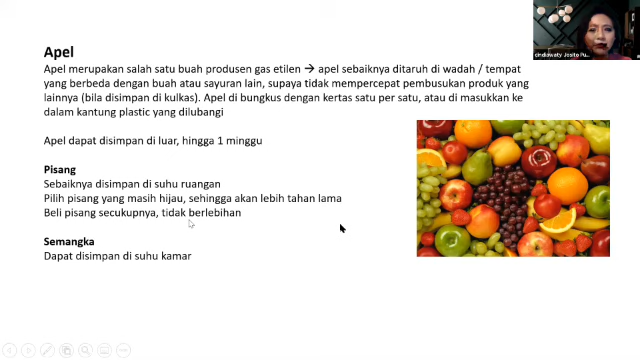 Apel
Apel merupakan salah satu buah produsen gas etilen → apel sebaiknya ditaruh di wadah / tempat
yang berbeda dengan buah atau sayuran lain, supaya tidak mempercepat pembusukan produk yang
lainnya (bila disimpan di kulkas). Apel di bungkus dengan kertas satu per satu, atau di masukkan ke
dalam kantung plastic yang dilubangi
Apel dapat disimpan di luar, hingga 1 minggu
Pisang
Sebaiknya disimpan di suhu ruangan
Pilih pisang yang masih hijau, sehingga akan lebih tahan lama
Beli pisang secukupnya, tidak berlebihan
Semangka
Dapat disimpan di suhu kamar
cindiawaty Josito Pu...